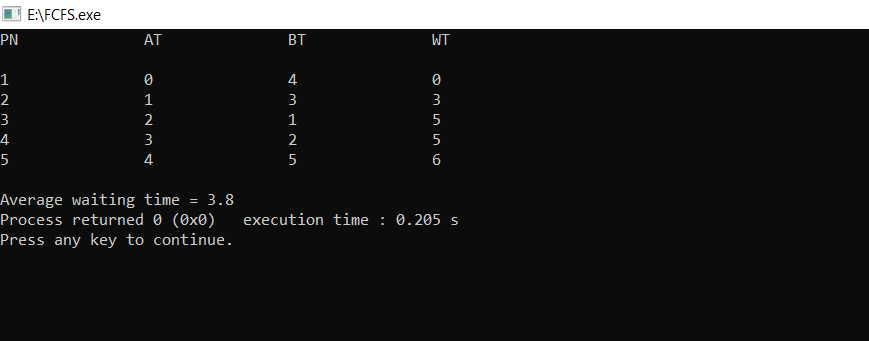 E:\FCFS.exe
PN AT BT WT
1 0 4 0
2 1 3 3
3 2 1 5
4 3 2 5
5 4 5 6
Average waiting time = 3.8
Process returned 0 (0x0)   execution time : 0.205 s
Press any key to continue.